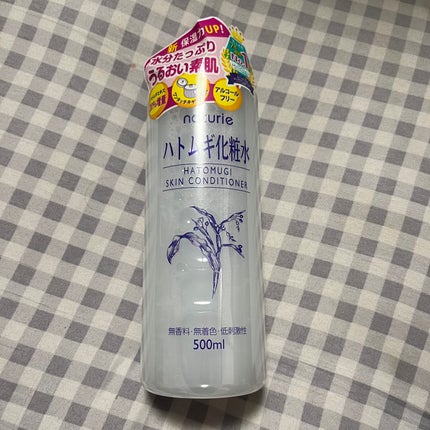 新 保湿力UP!
水分たっぷり
うるおい素肌
アルコール
フリー
naturie
ハトムギ化粧水
HATOMUGI
SKIN CONDITIONER
無香料・無着色・低刺激性
500ml